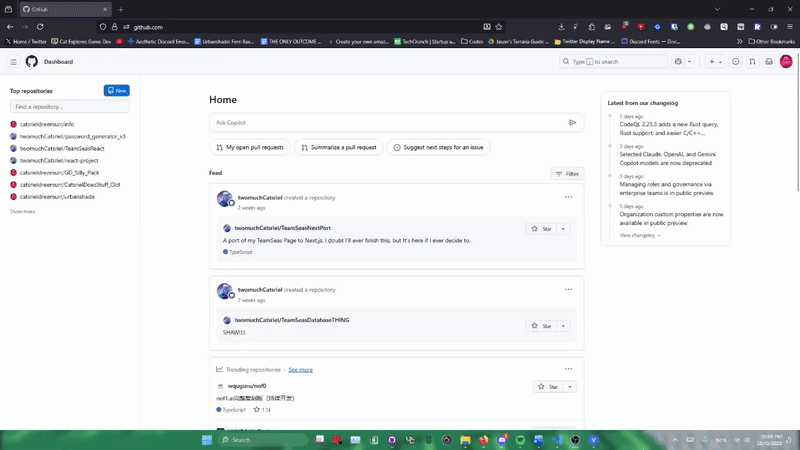 GitHub
github.com
Home / Twitter
Cat Explores Game Dev
Aesthetic Discord Emo...
Urbanshade Fern Bas...
THE ONLY OUTCOME ...
Create your own amaz...
TechCrunch | Startup a...
Codes
Jason's Terraria Guide ...
Twitter Display Name ...
Discord Fonts — Disc...
Other Bookmarks
Dashboard
Type / to search
Top repositories
New
Find a repository...
catsrieldreemurr/info
twomuchCatsriel/password_generator_v3
twomuchCatsriel/TeamSeasReact
twomuchCatsriel/react-project
catsrieldreemurr/GD_Silly_Pack
catsrieldreemurr/CatsrielDoesStuff_Old
catsrieldreemurr/urbanshade
Show more
Home
Ask Copilot
My open pull requests
Summarize a pull request
Suggest next steps for an issue
Feed
Filter
twomuchCatsriel created a repository
2 weeks ago
twomuchCatsriel/TeamSeasNextPort
Star
A port of my TeamSeas Page to Next.js. I doubt I'll ever finish this, but it's here if I ever decide to.
TypeScript
twomuchCatsriel created a repository
2 weeks ago
twomuchCatsriel/TeamSeasDatabaseTHING
Star
Trending repositories · See more
wquguru/nof0
Star
TypeScript
1.1k
Latest from our changelog
3 days ago
CodeQL 2.23.3 adds a new Rust query,
Rust support, and easier C/C++...
3 days ago
Selected Claude, OpenAI, and Gemini
Copilot models are now deprecated
5 days ago
Managing roles and governance via
enterprise teams is in public preview
5 days ago
Organization custom properties are now
available in public preview
View changelog →
Search